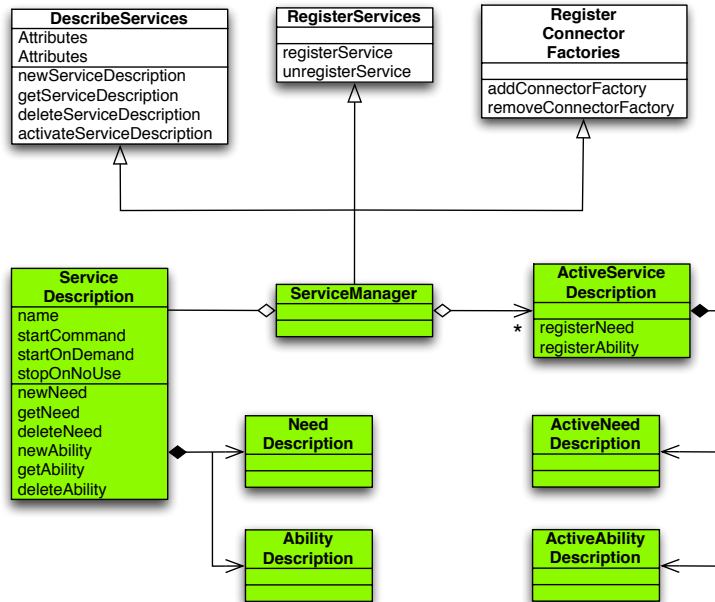 DescribeServices
Attributes
Attributes
newServiceDescription
getServiceDescription
deleteServiceDescription
activateServiceDescription
RegisterServices
registerService
unregisterService
Register
Connector
Factories
addConnectorFactory
removeConnectorFactory
Service
Description
name
startCommand
startOnDemand
stopOnNoUse
newNeed
getNeed
deleteNeed
newAbility
getAbility
deleteAbility
ServiceManager
*
ActiveService
Description
registerNeed
registerAbility
Need
Description
ActiveNeed
Description
Ability
Description
ActiveAbility
Description